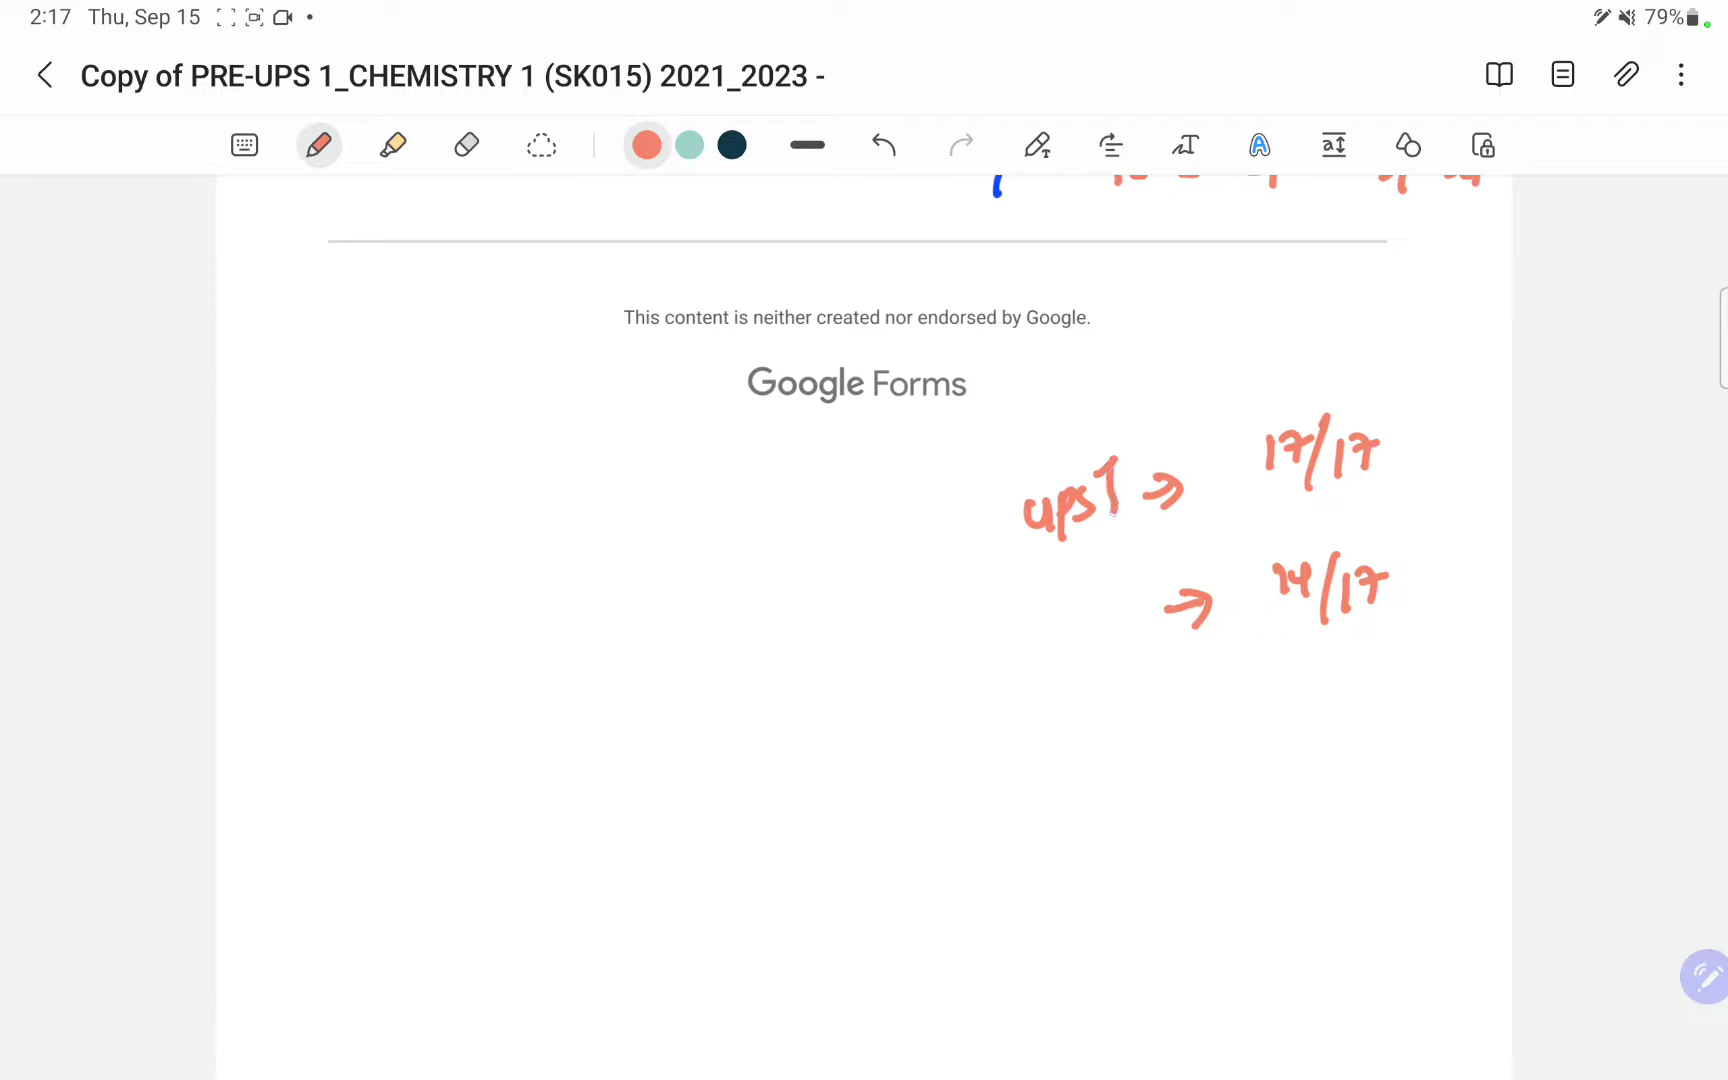 2:17 Thu, Sep 15 79%
Copy of PRE-UPS 1_CHEMISTRY 1 (SK015) 2021_2023 -
This content is neither created nor endorsed by Google.
Google Forms
17/17
ups1 →
→ 14/17